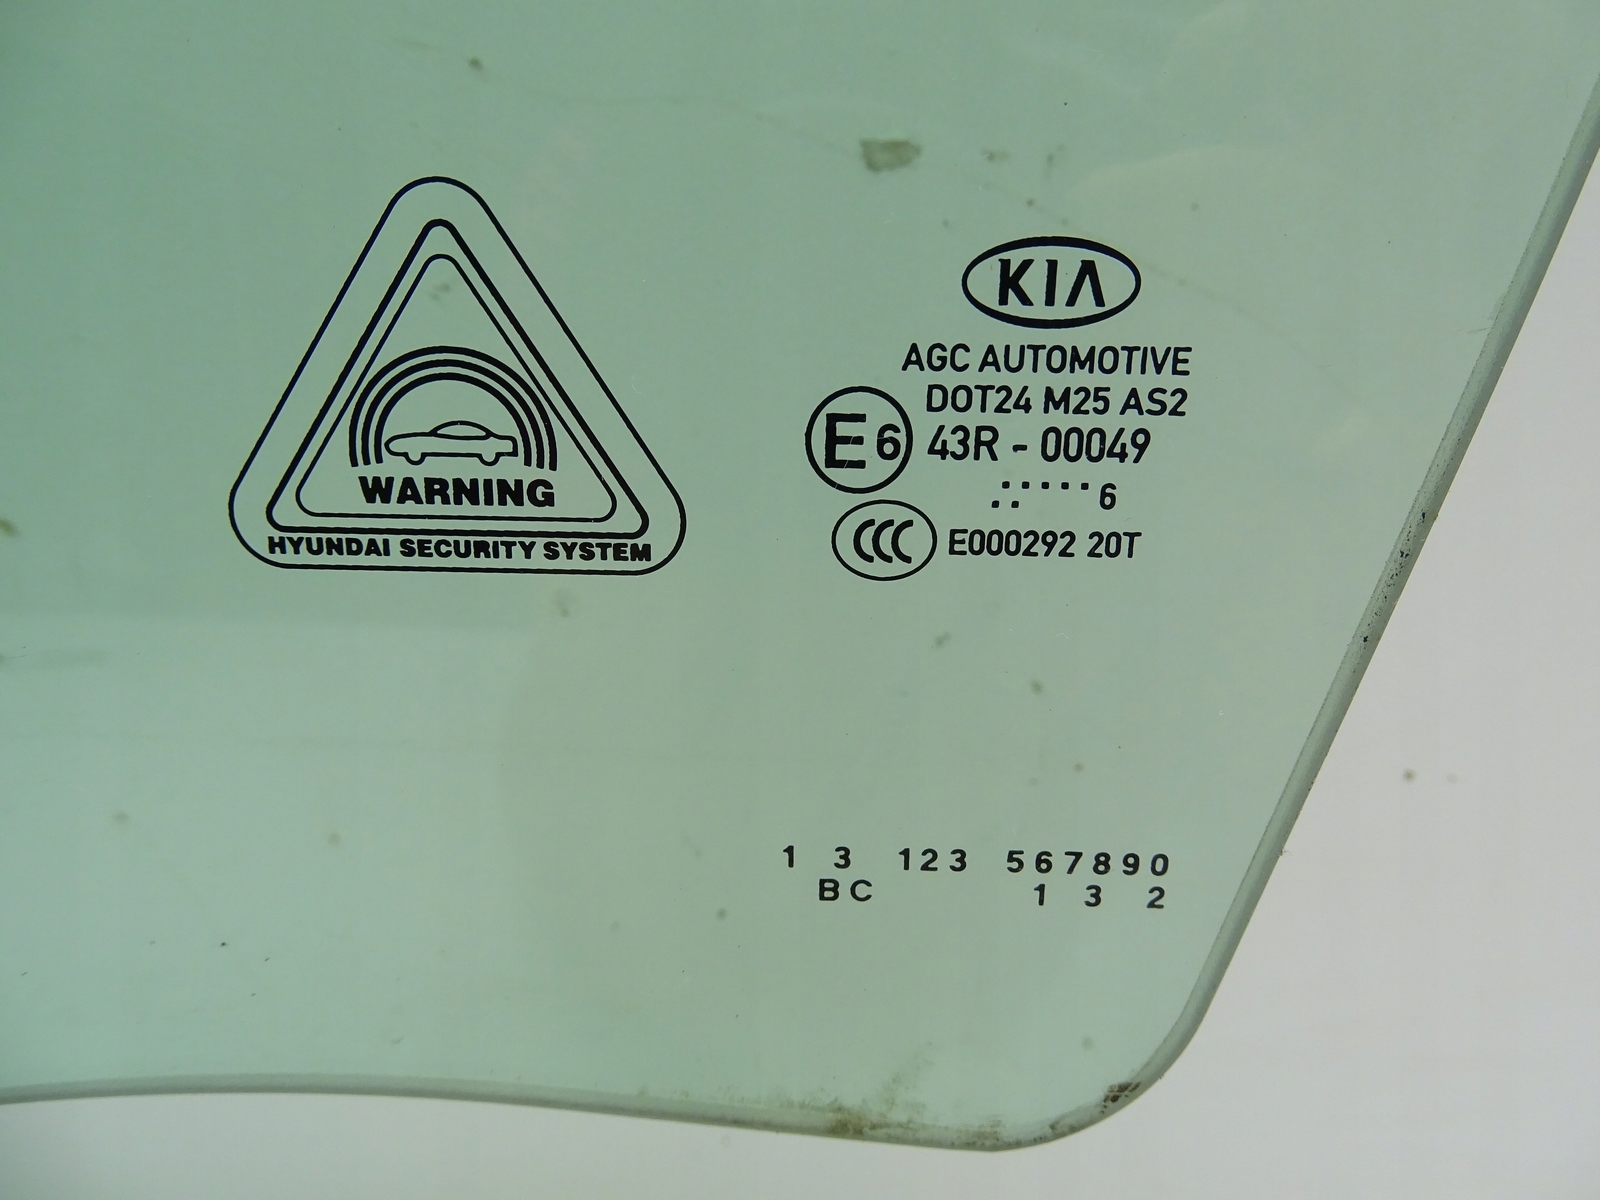 WARNING
HYUNDAI SECURITY SYSTEM
KIA
AGC AUTOMOTIVE
DOT24 M25 AS2
E6 43R - 00049
.. ..... 6
CCC E000292 20T
1 3 123 567890
BC 1 3 2